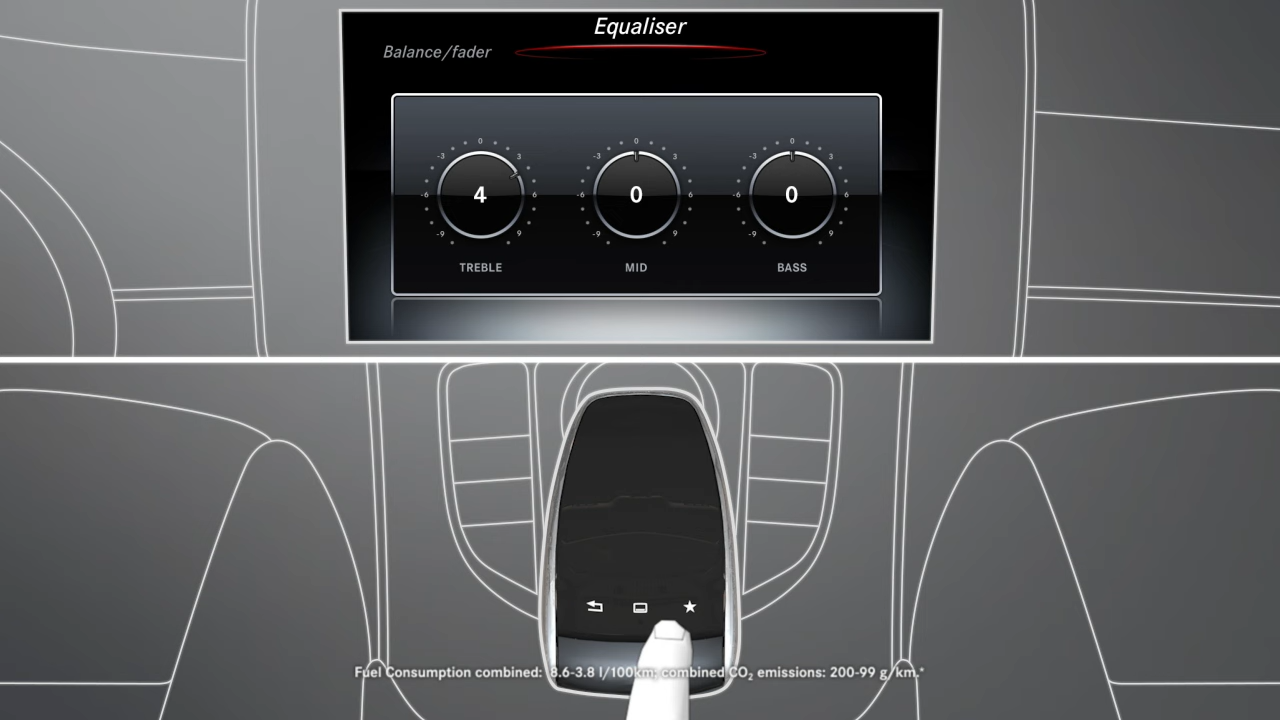 Equaliser
Balance/fader
0 0 0
-3 3 -3 3 -3 3
-6 4 6 -6 0 6 -6 0 6
-9 9 -9 9 -9 9
TREBLE MID BASS
Fuel Consumption combined: 8.6-3.8 l/100km; combined CO₂ emissions: 200-99 g/km.*